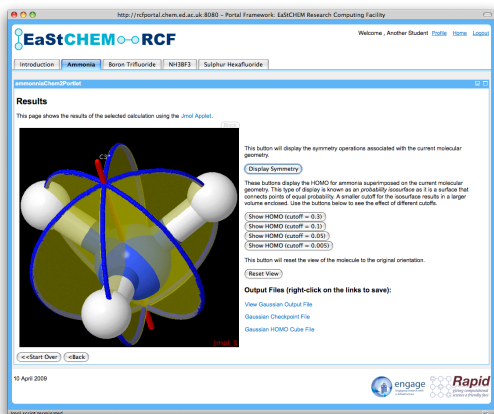 http://rcfportal.chem.ed.ac.uk:8080 - Portal Framework: EaStCHEM Research Computing Facility
EaStCHEM RCF
Welcome , Another Student Profile Home Logout
Introduction Ammonia Boron Trifluoride NH3BF3 Sulphur Hexafluoride
ammoniaChem2Portlet
Results
This page shows the results of the selected calculation using the Jmol Applet.
Black
C3
Jmol_S
This button will display the symmetry operations associated with the current molecular
geometry.
Display Symmetry
These buttons display the HOMO for ammonia superimposed on the current molecular
geometry. This type of display is known as an probability isosurface as it is a surface that
connects points of equal probability. A smaller cutoff for the isosurface results in a larger
volume enclosed. Use the buttons below to see the effect of different cutoffs.
Show HOMO (cutoff = 0.3)
Show HOMO (cutoff = 0.1)
Show HOMO (cutoff = 0.05)
Show HOMO (cutoff = 0.005)
This button will reset the view of the molecule to the original orientation.
Reset View
Output Files (right-click on the links to save):
View Gaussian Output File
Gaussian Checkpoint File
Gaussian HOMO Cube File
<<Start Over <Back
10 April 2009
engage
Rapid
giving computational
science a friendly face
Jmol script terminated